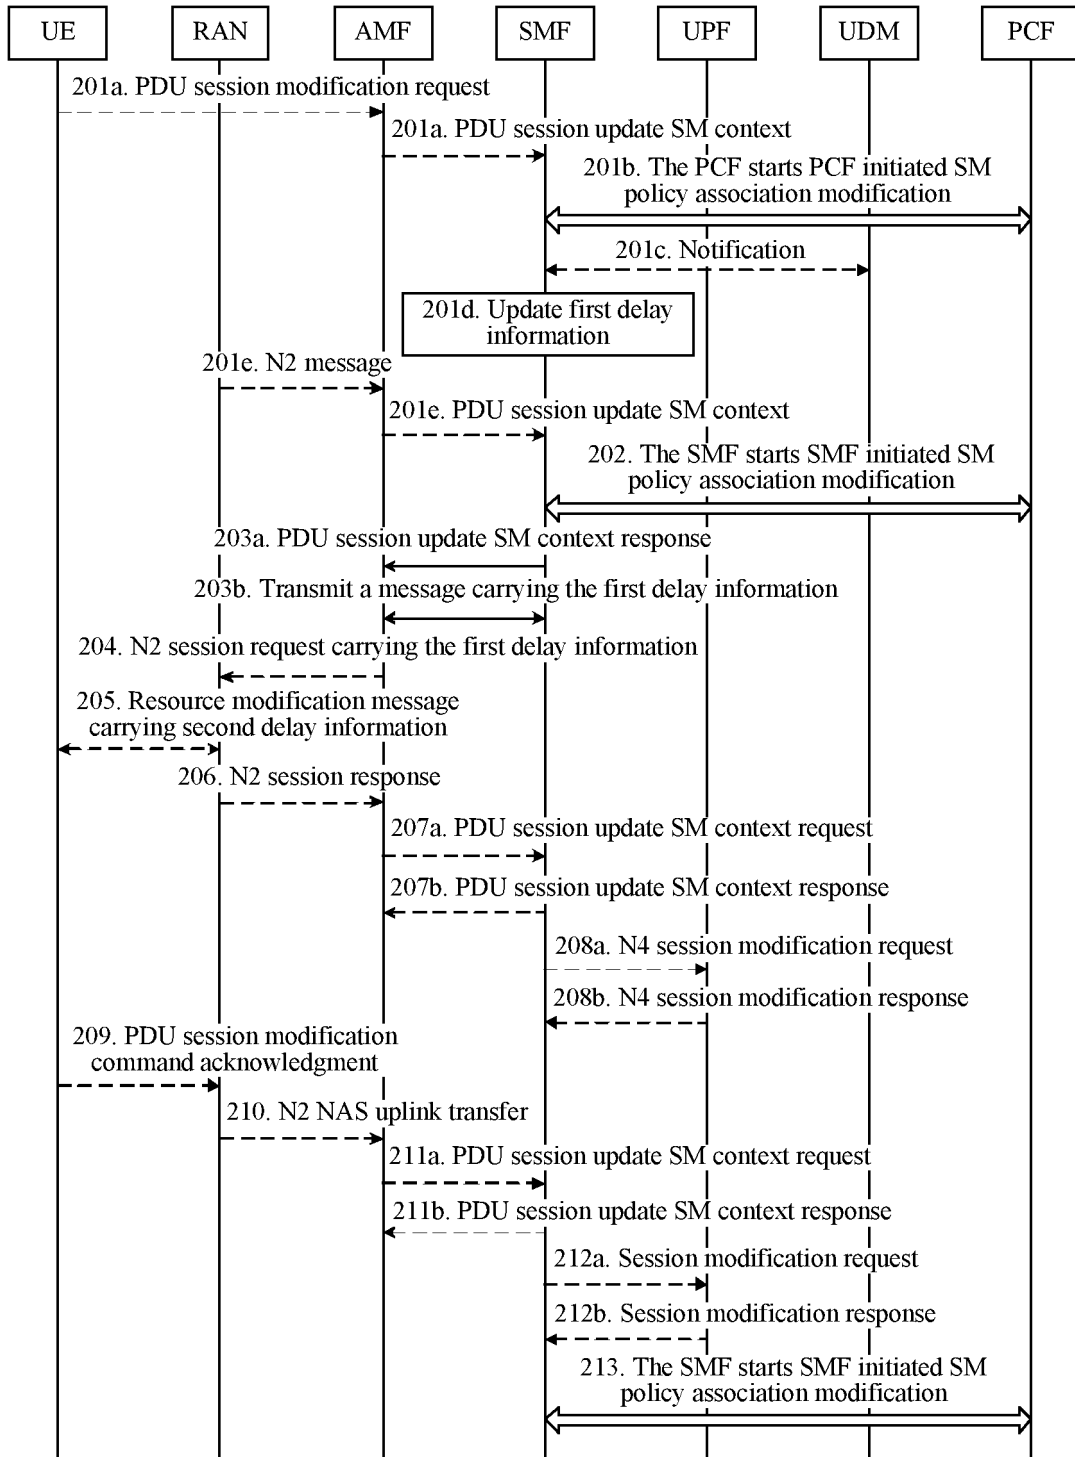 UE RAN AMF SMF UPF UDM PCF
201a. PDU session modification request
201a. PDU session update SM context
201b. The PCF starts PCF initiated SM
policy association modification
201c. Notification
201d. Update first delay
information
201e. N2 message
201e. PDU session update SM context
202. The SMF starts SMF initiated SM
policy association modification
203a. PDU session update SM context response
203b. Transmit a message carrying the first delay information
204. N2 session request carrying the first delay information
205. Resource modification message
carrying second delay information
206. N2 session response
207a. PDU session update SM context request
207b. PDU session update SM context response
208a. N4 session modification request
208b. N4 session modification response
209. PDU session modification
command acknowledgment
210. N2 NAS uplink transfer
211a. PDU session update SM context request
211b. PDU session update SM context response
212a. Session modification request
212b. Session modification response
213. The SMF starts SMF initiated SM
policy association modification